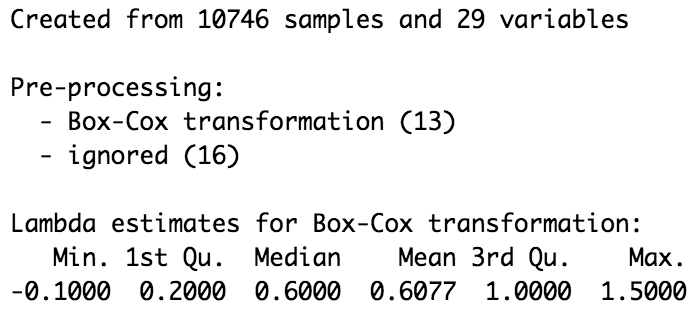 Created from 10746 samples and 29 variables

Pre-processing:
  - Box-Cox transformation (13)
  - ignored (16)

Lambda estimates for Box-Cox transformation:
   Min. 1st Qu.  Median    Mean 3rd Qu.    Max.
-0.1000  0.2000  0.6000  0.6077  1.0000  1.5000